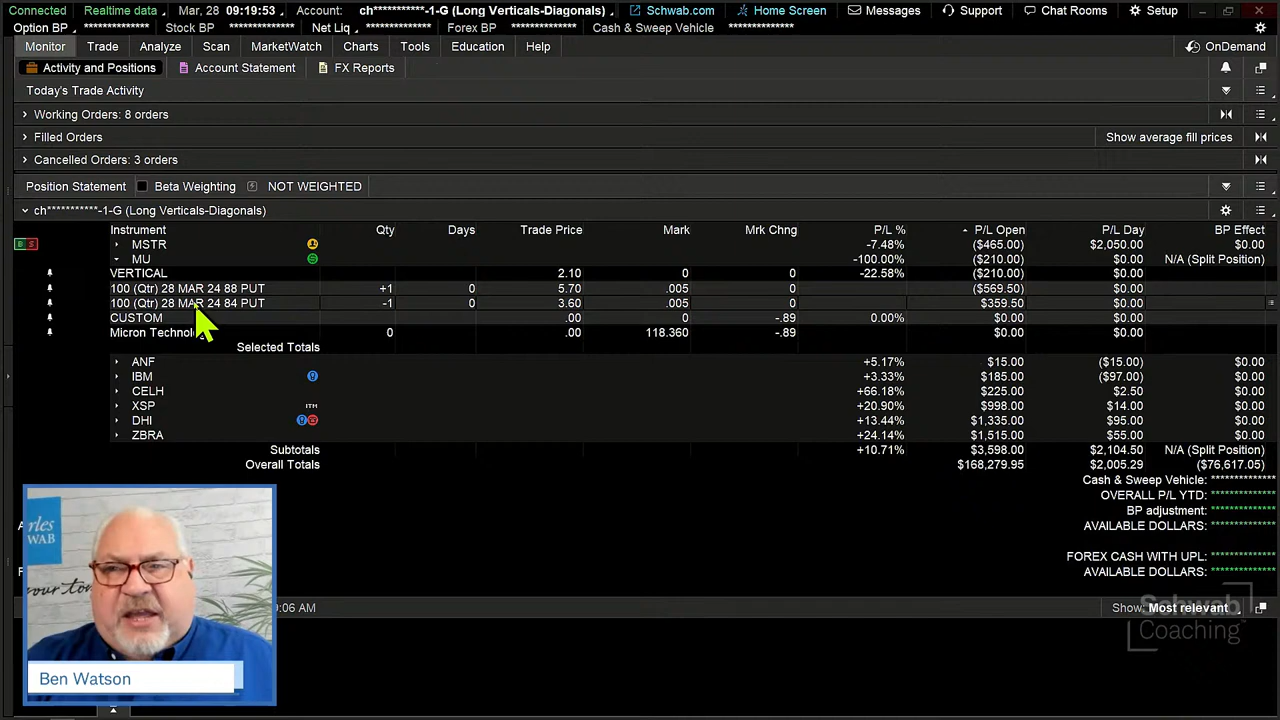 Connected Realtime data Mar, 28 09:19:53 Account: ch**********-1-G (Long Verticals-Diagonals) Schwab.com Home Screen Messages Support Chat Rooms Setup
Option BP Stock BP Net Liq Forex BP Cash & Sweep Vehicle
Monitor Trade Analyze Scan MarketWatch Charts Tools Education Help OnDemand
Activity and Positions Account Statement FX Reports
Today's Trade Activity
Working Orders: 8 orders
Filled Orders Show average fill prices
Cancelled Orders: 3 orders
Position Statement Beta Weighting NOT WEIGHTED
ch**********-1-G (Long Verticals-Diagonals)
Instrument Qty Days Trade Price Mark Mrk Chng P/L % P/L Open P/L Day BP Effect
B S MSTR -7.48% ($465.00) $2,050.00 $0.00
MU -100.00% ($210.00) $0.00 N/A (Split Position)
VERTICAL 2.10 0 0 -22.58% ($210.00) $0.00
100 (Qtr) 28 MAR 24 88 PUT +1 0 5.70 .005 0 ($569.50) $0.00
100 (Qtr) 28 MAR 24 84 PUT -1 0 3.60 .005 0 $359.50 $0.00
CUSTOM .00 0 -.89 0.00% $0.00 $0.00
Micron Technolo 0 .00 118.360 -.89 $0.00 $0.00
Selected Totals
ANF +5.17% $15.00 ($15.00) $0.00
IBM +3.33% $185.00 ($97.00) $0.00
CELH +66.18% $225.00 $2.50 $0.00
XSP ITM +20.90% $998.00 $14.00 $0.00
DHI +13.44% $1,335.00 $95.00 $0.00
ZBRA +24.14% $1,515.00 $55.00 $0.00
Subtotals +10.71% $3,598.00 $2,104.50 N/A (Split Position)
Overall Totals $168,279.95 $2,005.29 ($76,617.05)
Cash & Sweep Vehicle: *************
OVERALL P/L YTD: *************
BP adjustment: *************
AVAILABLE DOLLARS: *************
FOREX CASH WITH UPL: *************
AVAILABLE DOLLARS: *************
:06 AM Show: Most relevant
Schwab
Coaching
rles
WAB
your to
Ben Watson